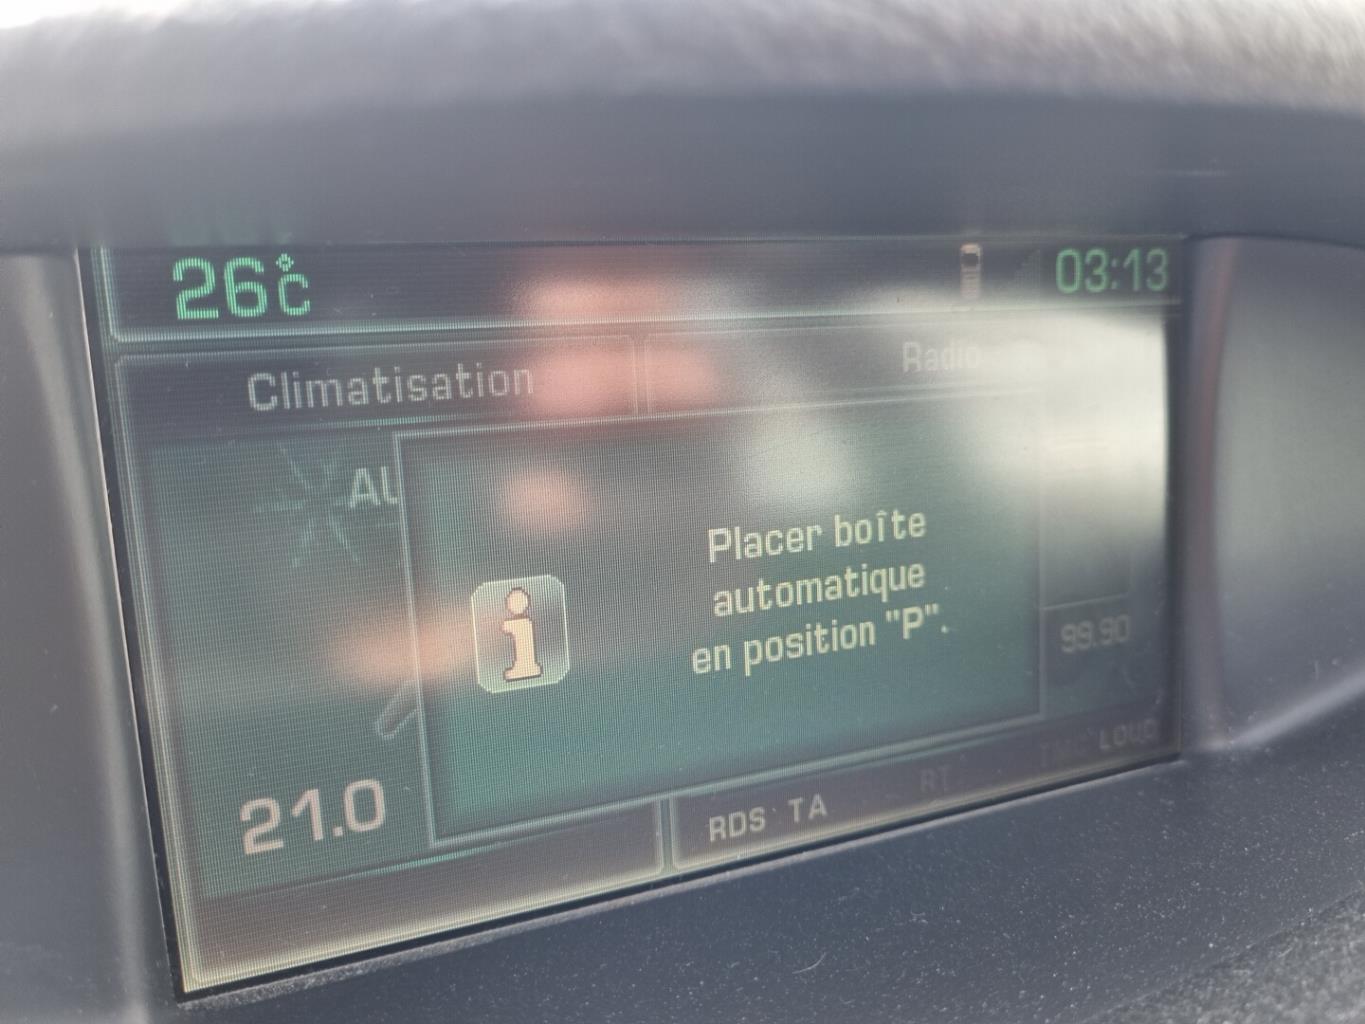 26°C
03:13
Climatisation
Radio
AU
Placer boîte
automatique
en position "P".
99.90
21.0
RDS TA
RT
TMC LOUD